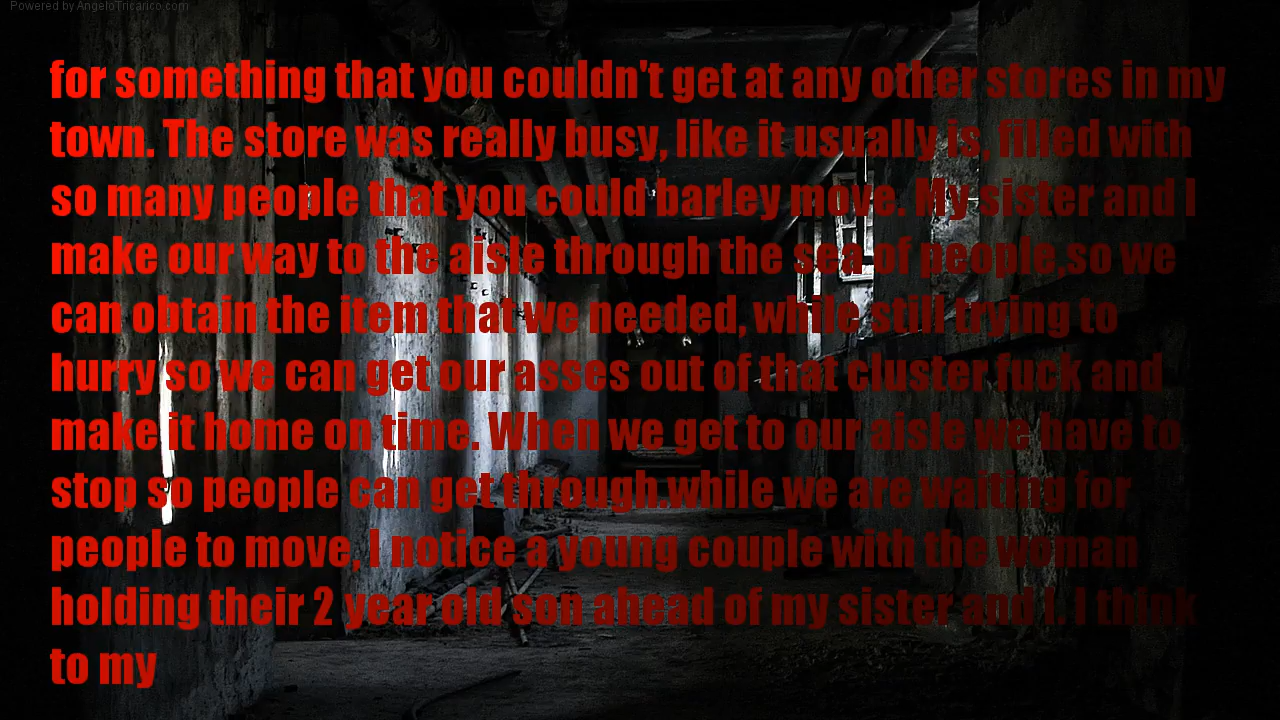 Powered by AngeloTricarico.com
for something that you couldn't get at any other stores in my
town. The store was really busy, like it usually is, filled with
so many people that you could barley move. My sister and I
make our way to the aisle through the sea of people,so we
can obtain the item that we needed, while still trying to
hurry so we can get our asses out of that cluster fuck and
make it home on time. When we get to our aisle we have to
stop so people can get through.while we are waiting for
people to move, I notice a young couple with the woman
holding their 2 year old son ahead of my sister and I. I think
to my